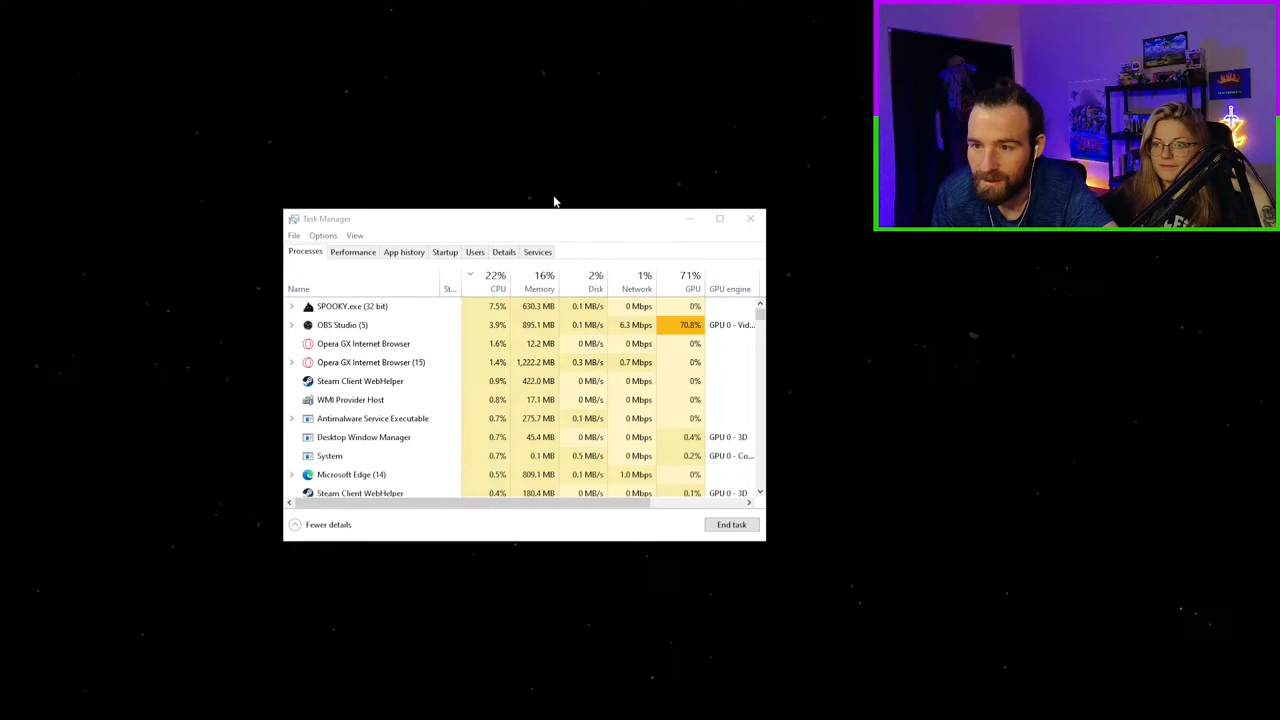 Task Manager
File Options View
Processes Performance App history Startup Users Details Services
22% 16% 2% 1% 71%
Name St... CPU Memory Disk Network GPU GPU engine
SPOOKY.exe (32 bit) 7.5% 630.3 MB 0.1 MB/s 0 Mbps 0%
OBS Studio (5) 3.9% 895.1 MB 0.1 MB/s 6.3 Mbps 70.8% GPU 0 - Vid...
Opera GX Internet Browser 1.6% 12.2 MB 0 MB/s 0 Mbps 0%
Opera GX Internet Browser (15) 1.4% 1,222.2 MB 0.3 MB/s 0.7 Mbps 0%
Steam Client WebHelper 0.9% 422.0 MB 0 MB/s 0 Mbps 0%
WMI Provider Host 0.8% 17.1 MB 0 MB/s 0 Mbps 0%
Antimalware Service Executable 0.7% 275.7 MB 0.1 MB/s 0 Mbps 0%
Desktop Window Manager 0.7% 45.4 MB 0 MB/s 0 Mbps 0.4% GPU 0 - 3D
System 0.7% 0.1 MB 0.5 MB/s 0 Mbps 0.2% GPU 0 - Co...
Microsoft Edge (14) 0.5% 809.1 MB 0.1 MB/s 1.0 Mbps 0%
Steam Client WebHelper 0.4% 180.4 MB 0 MB/s 0 Mbps 0.1% GPU 0 - 3D
Fewer details End task